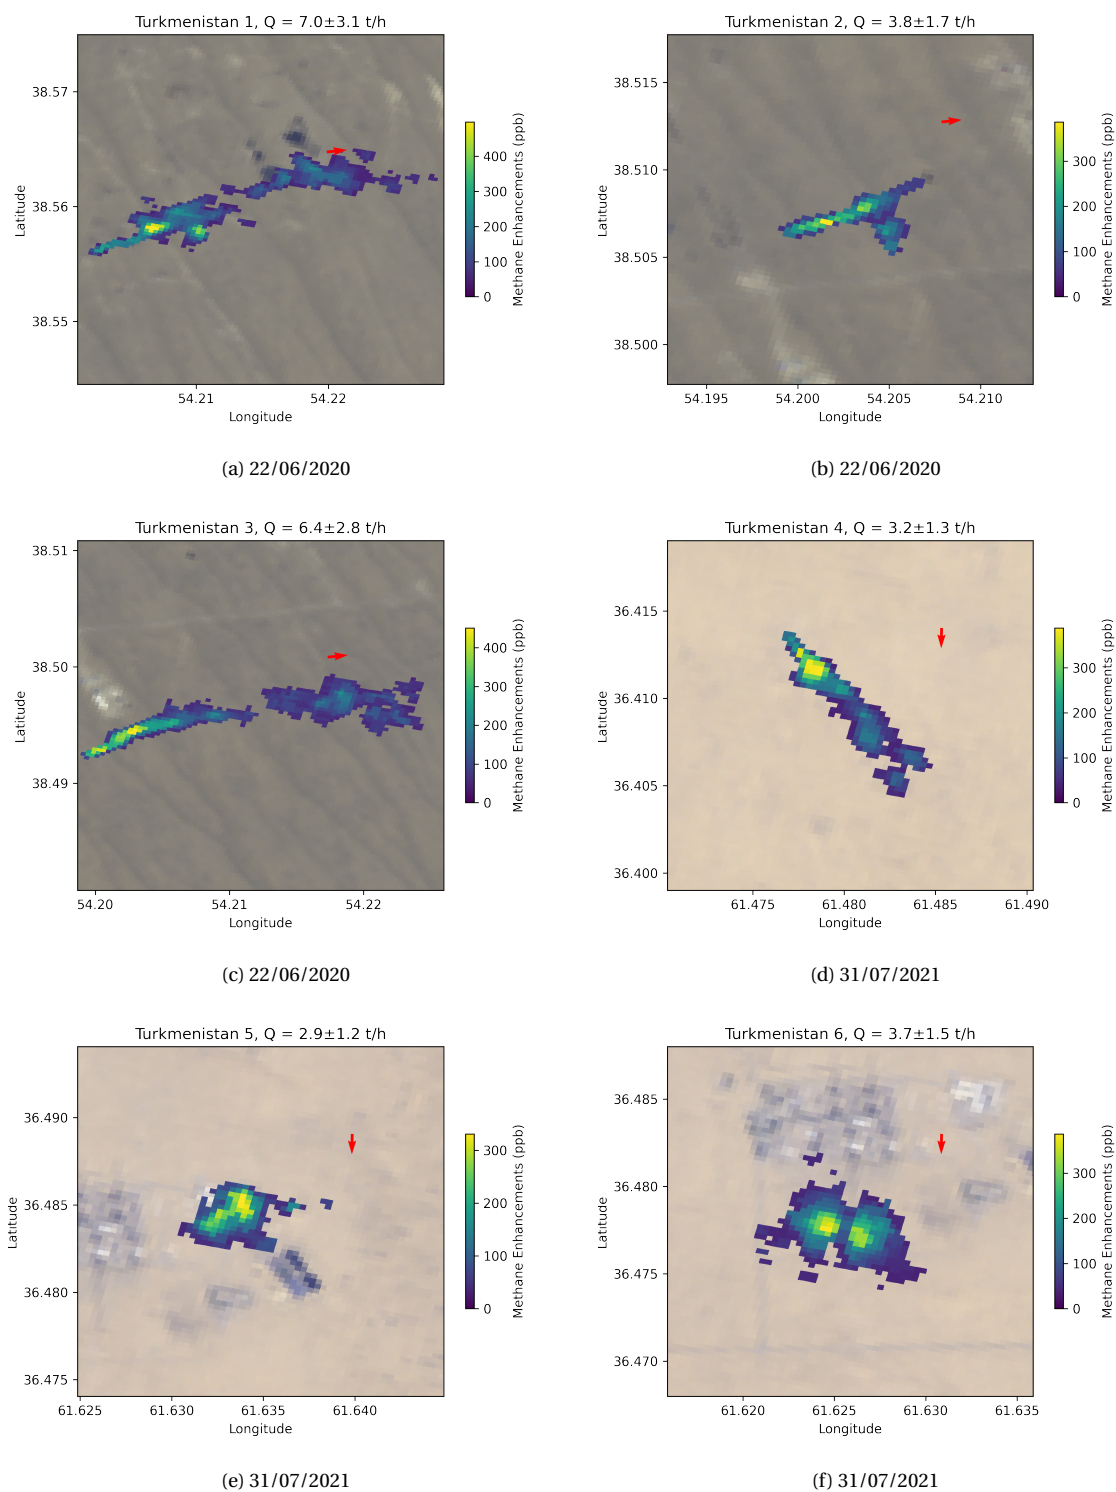 Turkmenistan 1, Q = 7.0±3.1 t/h
38.57
38.56
38.55
Latitude
54.21 54.22
Longitude
400
300
200
100
0
Methane Enhancements (ppb)
(a) 22/06/2020
Turkmenistan 2, Q = 3.8±1.7 t/h
38.515
38.510
38.505
38.500
Latitude
54.195 54.200 54.205 54.210
Longitude
300
200
100
0
Methane Enhancements (ppb)
(b) 22/06/2020
Turkmenistan 3, Q = 6.4±2.8 t/h
38.51
38.50
38.49
Latitude
54.20 54.21 54.22
Longitude
400
300
200
100
0
Methane Enhancements (ppb)
(c) 22/06/2020
Turkmenistan 4, Q = 3.2±1.3 t/h
36.415
36.410
36.405
36.400
Latitude
61.475 61.480 61.485 61.490
Longitude
300
200
100
0
Methane Enhancements (ppb)
(d) 31/07/2021
Turkmenistan 5, Q = 2.9±1.2 t/h
36.490
36.485
36.480
36.475
Latitude
61.625 61.630 61.635 61.640
Longitude
300
200
100
0
Methane Enhancements (ppb)
(e) 31/07/2021
Turkmenistan 6, Q = 3.7±1.5 t/h
36.485
36.480
36.475
36.470
Latitude
61.620 61.625 61.630 61.635
Longitude
300
200
100
0
Methane Enhancements (ppb)
(f) 31/07/2021